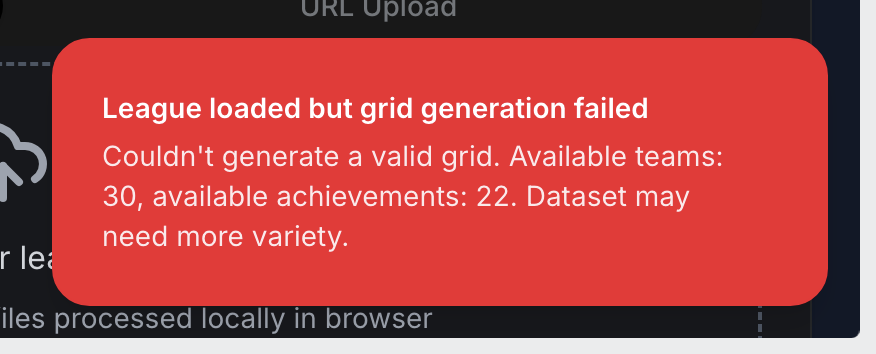 URL Upload
League loaded but grid generation failed
Couldn't generate a valid grid. Available teams:
30, available achievements: 22. Dataset may
need more variety.
r lea
iles processed locally in browser